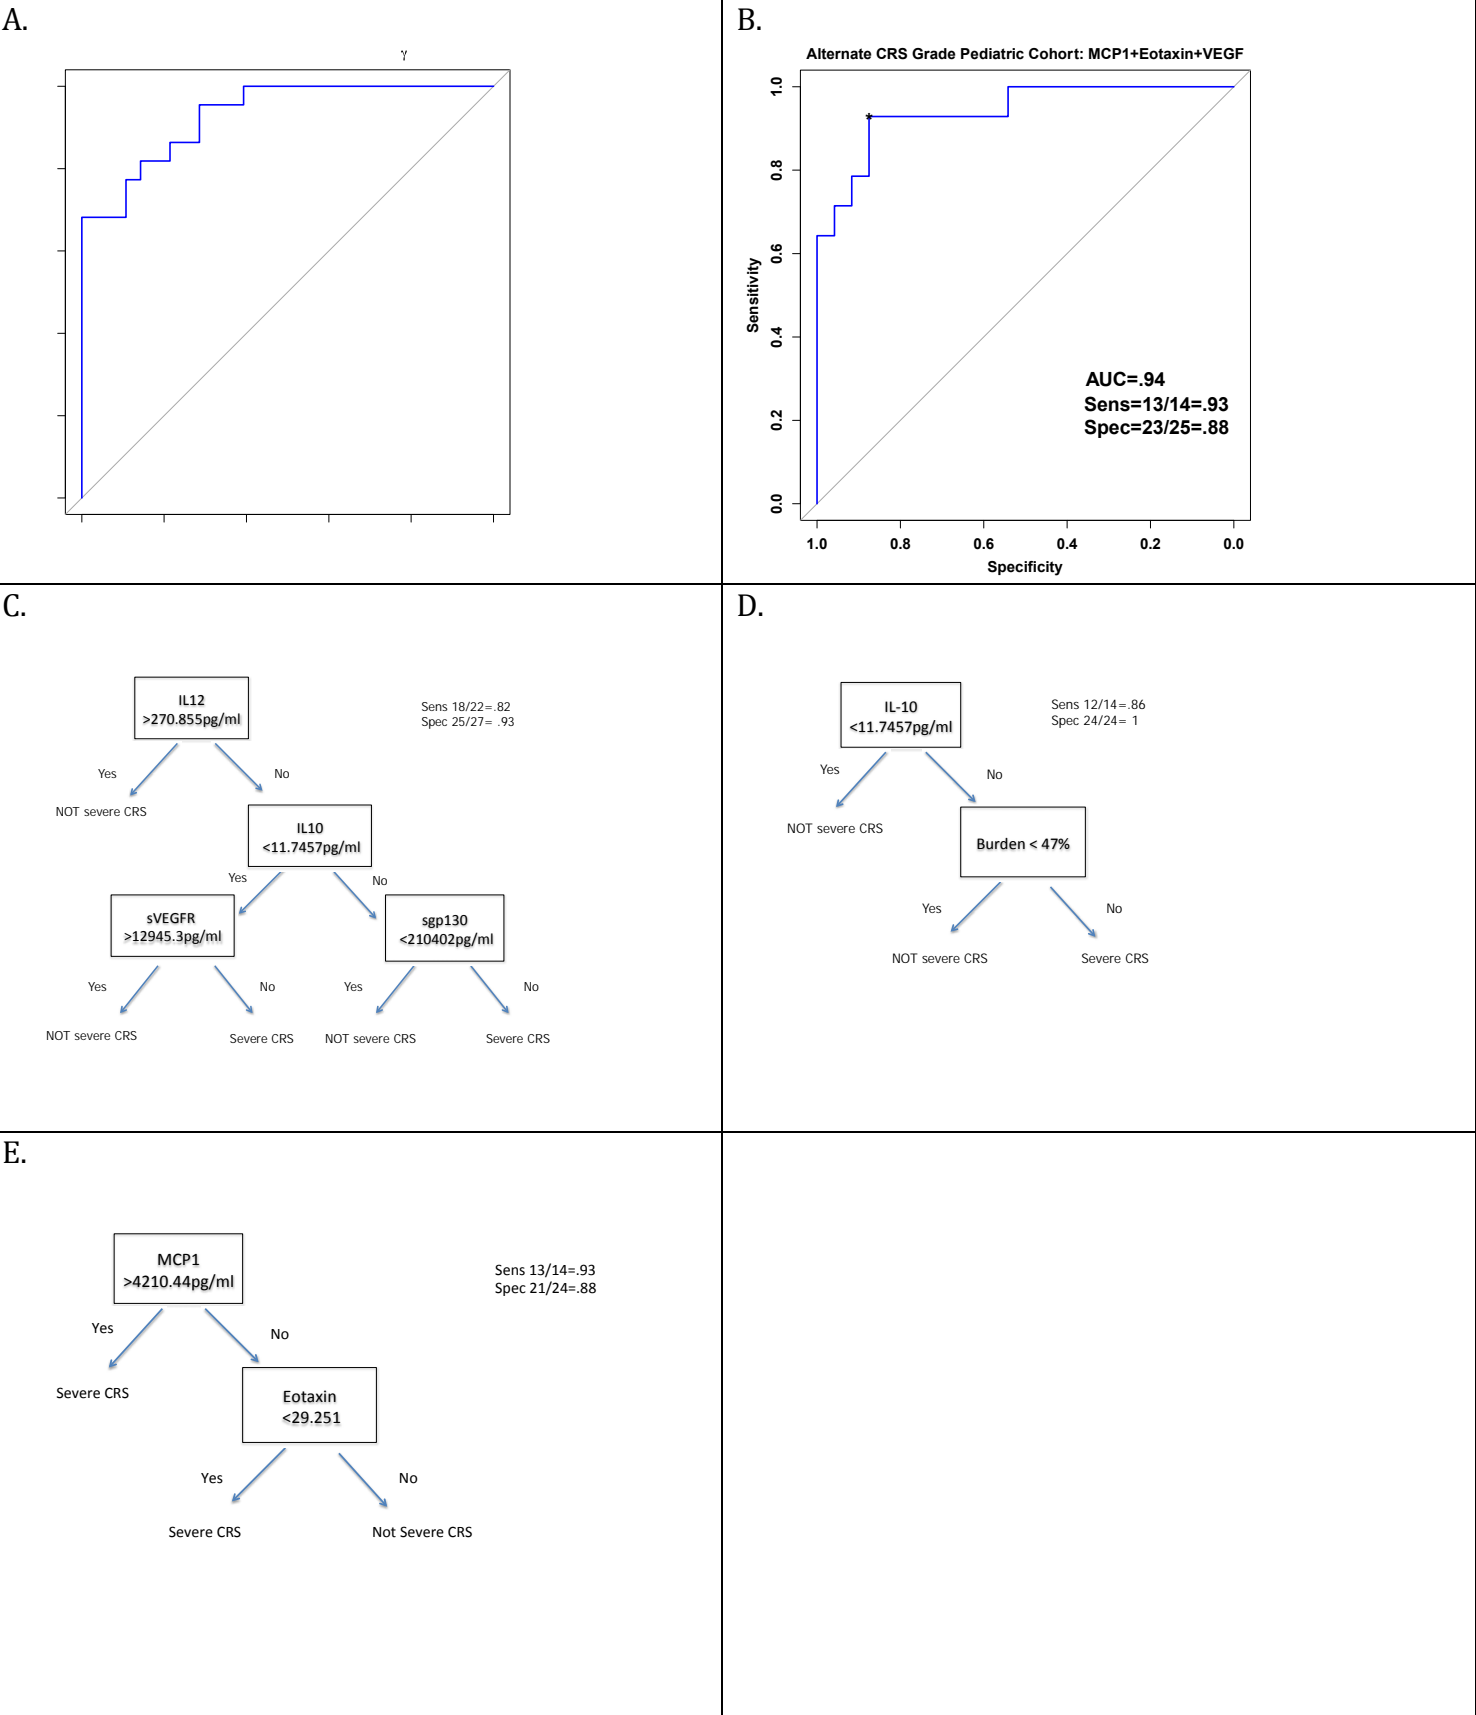 A.
γ
B.
Alternate CRS Grade Pediatric Cohort: MCP1+Eotaxin+VEGF
1.0
0.8
0.6
0.4
0.2
0.0
Sensitivity
*
AUC=.94
Sens=13/14=.93
Spec=23/25=.88
1.0 0.8 0.6 0.4 0.2 0.0
Specificity
C.
IL12
>270.855pg/ml
Sens 18/22=.82
Spec 25/27= .93
Yes
No
NOT severe CRS
IL10
<11.7457pg/ml
Yes
No
sVEGFR
>12945.3pg/ml
sgp130
<210402pg/ml
Yes
No
Yes
No
NOT severe CRS
Severe CRS
NOT severe CRS
Severe CRS
D.
IL-10
<11.7457pg/ml
Sens 12/14=.86
Spec 24/24= 1
Yes
No
NOT severe CRS
Burden < 47%
Yes
No
NOT severe CRS
Severe CRS
E.
MCP1
>4210.44pg/ml
Sens 13/14=.93
Spec 21/24=.88
Yes
No
Severe CRS
Eotaxin
<29.251
Yes
No
Severe CRS
Not Severe CRS